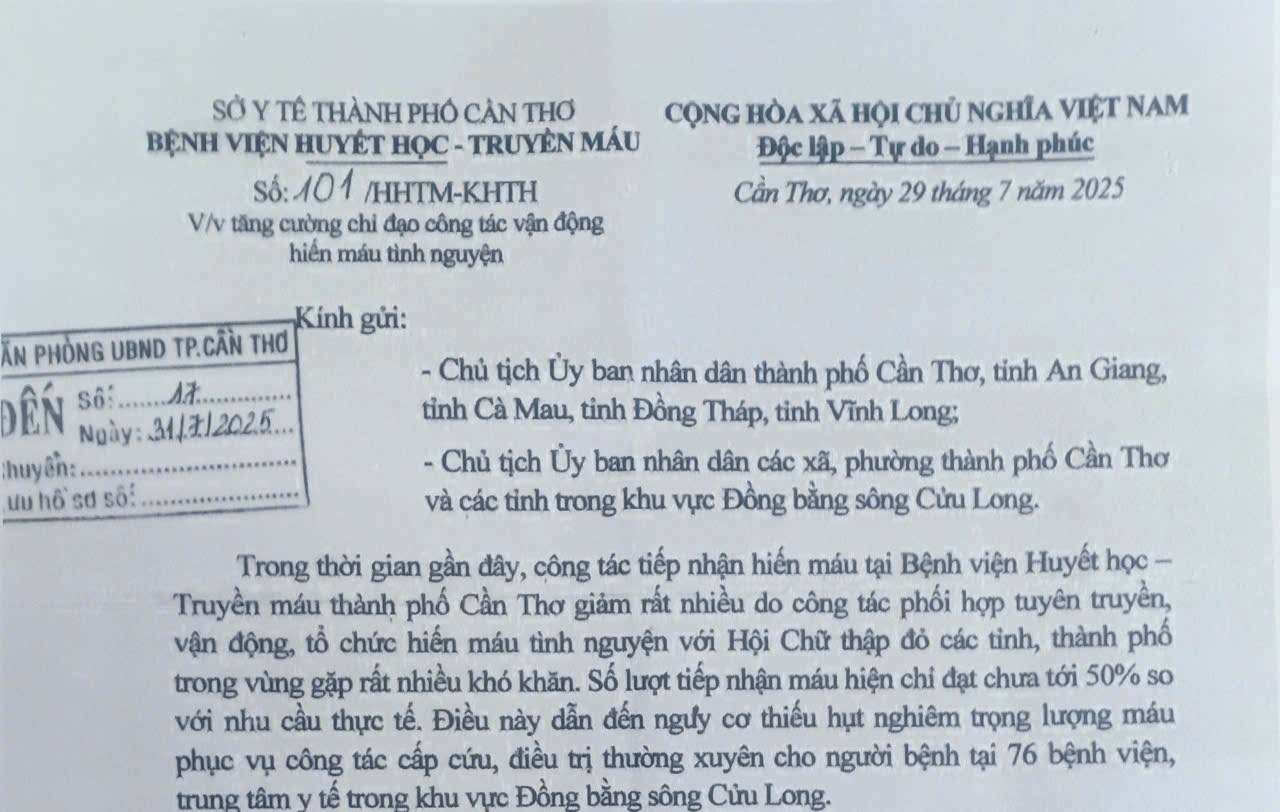 SỞ Y TẾ THÀNH PHỐ CẦN THƠ
BỆNH VIỆN HUYẾT HỌC - TRUYỀN MÁU
Số: 101 /HHTM-KHTH
V/v tăng cường chỉ đạo công tác vận động
hiến máu tình nguyện
CỘNG HÒA XÃ HỘI CHỦ NGHĨA VIỆT NAM
Độc lập – Tự do – Hạnh phúc
Cần Thơ, ngày 29 tháng 7 năm 2025
ĂN PHÒNG UBND TP.CẦN THƠ
ĐẾN
Số:.......17...............
Ngày: 31/7/2025...
Chuyển:...............................
ưu hồ sơ số:......................
Kính gửi:
- Chủ tịch Ủy ban nhân dân thành phố Cần Thơ, tỉnh An Giang,
tỉnh Cà Mau, tỉnh Đồng Tháp, tỉnh Vĩnh Long;
- Chủ tịch Ủy ban nhân dân các xã, phường thành phố Cần Thơ
và các tỉnh trong khu vực Đồng bằng sông Cửu Long.
Trong thời gian gần đây, công tác tiếp nhận hiến máu tại Bệnh viện Huyết học –
Truyền máu thành phố Cần Thơ giảm rất nhiều do công tác phối hợp tuyên truyền,
vận động, tổ chức hiến máu tình nguyện với Hội Chữ thập đỏ các tỉnh, thành phố
trong vùng gặp rất nhiều khó khăn. Số lượt tiếp nhận máu hiện chỉ đạt chưa tới 50% so
với nhu cầu thực tế. Điều này dẫn đến nguy cơ thiếu hụt nghiêm trọng lượng máu
phục vụ công tác cấp cứu, điều trị thường xuyên cho người bệnh tại 76 bệnh viện,
trung tâm y tế trong khu vực Đồng bằng sông Cửu Long.